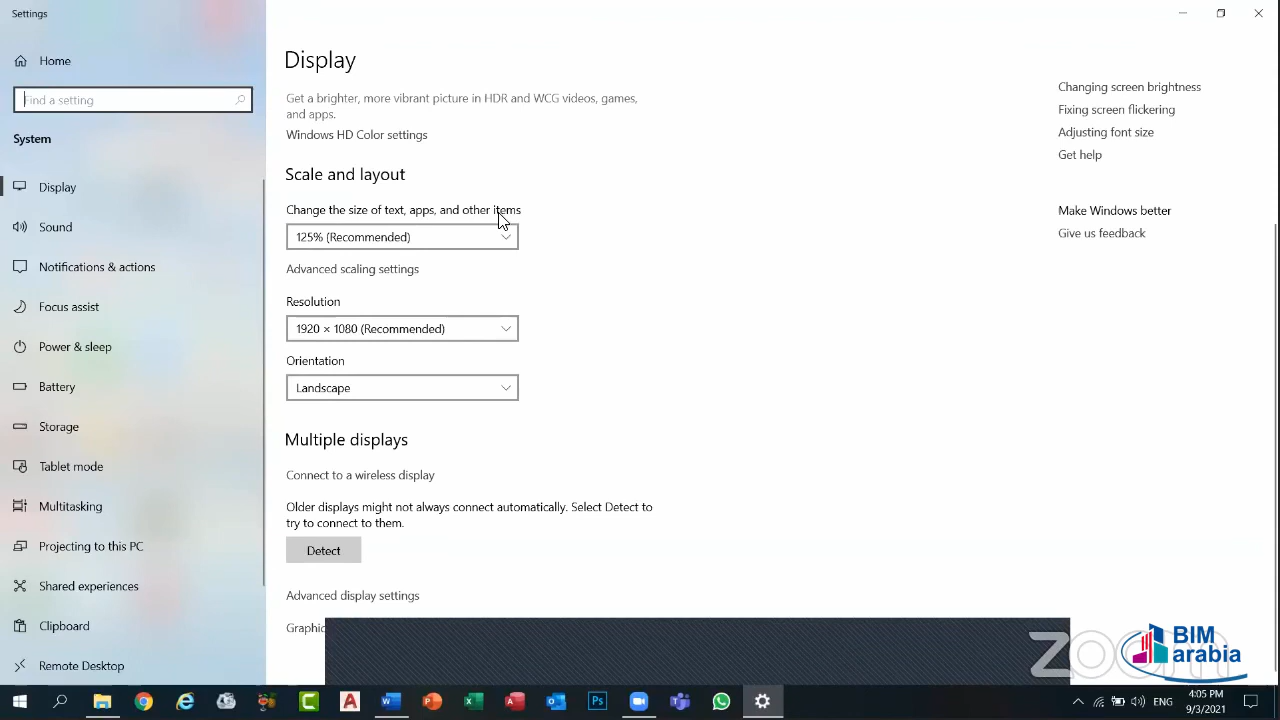 Settings
Home
Find a setting
System
Display
Sound
Notifications & actions
Focus assist
Power & sleep
Battery
Storage
Tablet mode
Multitasking
Projecting to this PC
Shared experiences
Clipboard
Remote Desktop
Display
Get a brighter, more vibrant picture in HDR and WCG videos, games,
and apps.
Windows HD Color settings
Scale and layout
Change the size of text, apps, and other items
125% (Recommended)
Advanced scaling settings
Resolution
1920 × 1080 (Recommended)
Orientation
Landscape
Multiple displays
Connect to a wireless display
Older displays might not always connect automatically. Select Detect to
try to connect to them.
Detect
Advanced display settings
Graphic
Changing screen brightness
Fixing screen flickering
Adjusting font size
Get help
Make Windows better
Give us feedback
zoom
BIM
arabia
ENG
4:05 PM
9/3/2021